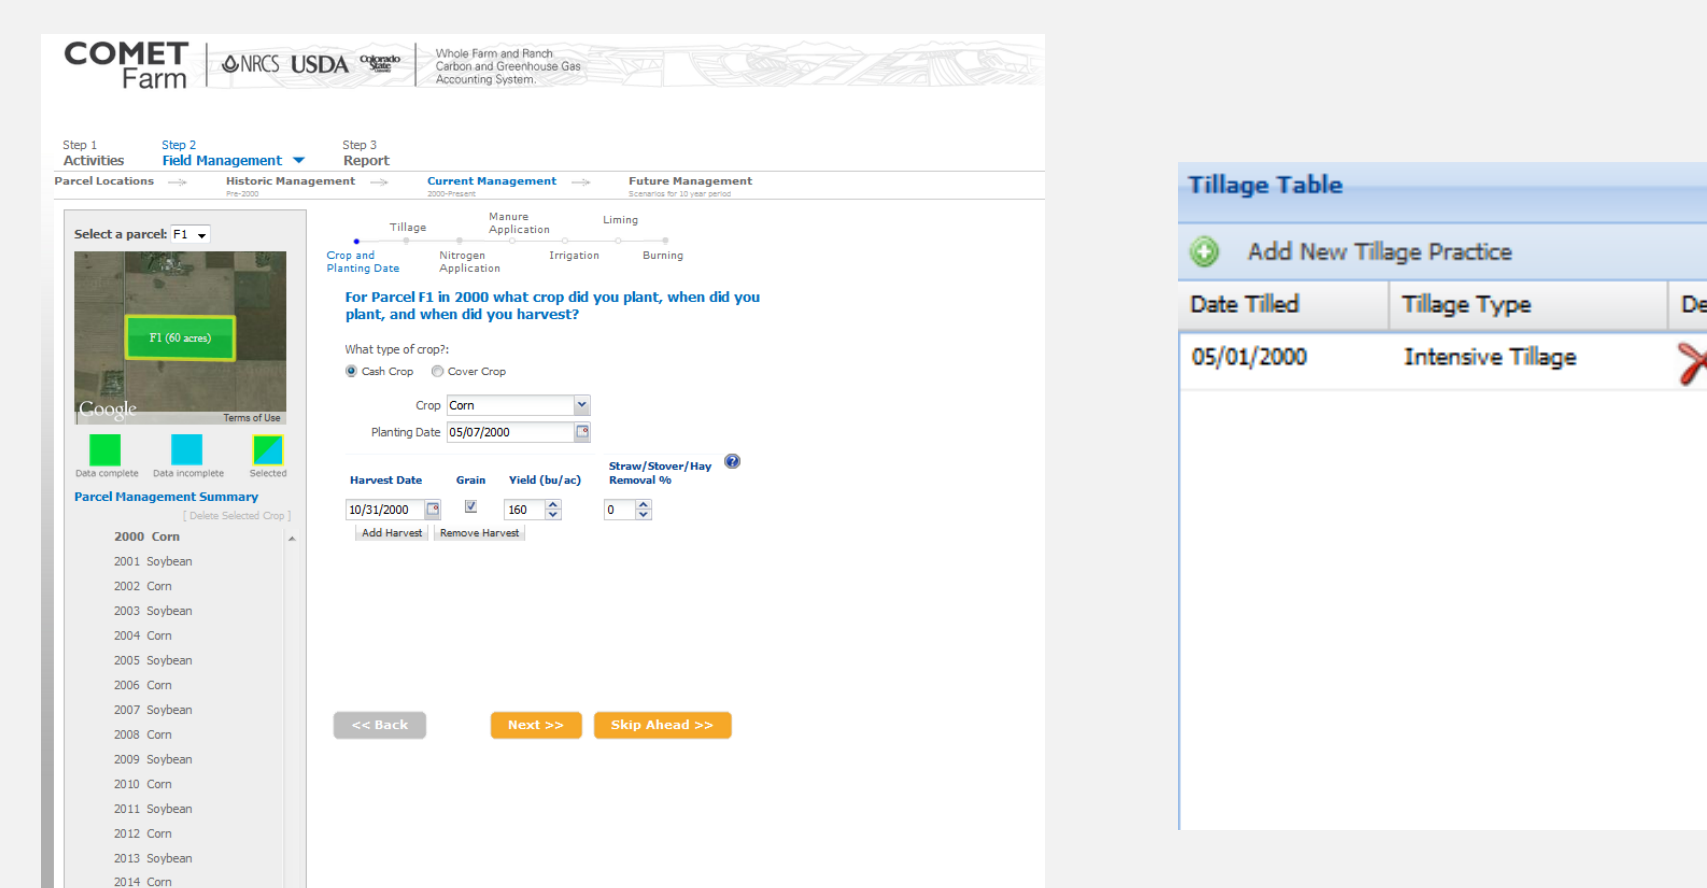 COMET
Farm
NRCS USDA Colorado State
Whole Farm and Ranch
Carbon and Greenhouse Gas
Accounting System.
Step 1
Activities
Step 2
Field Management
Step 3
Report
Parcel Locations
Historic Management
Pre-2000
Current Management
2000-Present
Future Management
Scenarios for 10 year period
Select a parcel: F1
F1 (60 acres)
Google
Terms of Use
Data complete Data incomplete Selected
Parcel Management Summary
[ Delete Selected Crop ]
2000 Corn
2001 Soybean
2002 Corn
2003 Soybean
2004 Corn
2005 Soybean
2006 Corn
2007 Soybean
2008 Corn
2009 Soybean
2010 Corn
2011 Soybean
2012 Corn
2013 Soybean
2014 Corn
Crop and
Planting Date
Tillage
Nitrogen
Application
Manure
Application
Irrigation
Liming
Burning
For Parcel F1 in 2000 what crop did you plant, when did you
plant, and when did you harvest?
What type of crop?:
Cash Crop Cover Crop
Crop Corn
Planting Date 05/07/2000
Harvest Date Grain Yield (bu/ac) Straw/Stover/Hay
Removal %
10/31/2000 160 0
Add Harvest Remove Harvest
<< Back Next >> Skip Ahead >>
Tillage Table
Add New Tillage Practice
Date Tilled Tillage Type De
05/01/2000 Intensive Tillage